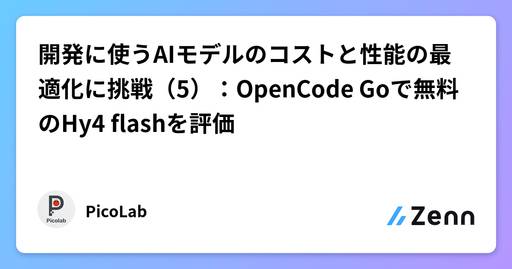 開発に使うAIモデルのコストと性能の最
適化に挑戦（5）：OpenCode Goで無料
のHy4 flashを評価
Picolab
PicoLab
Zenn